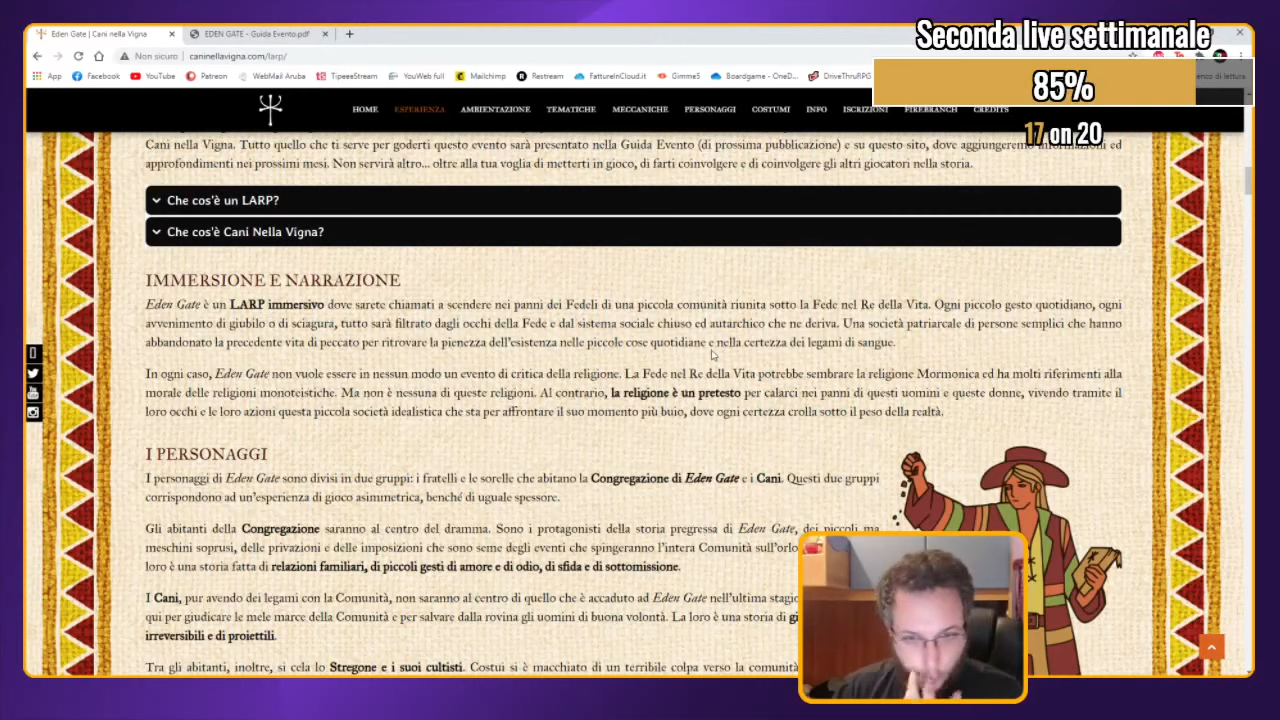 Seconda live settimanale
85%
17 on 20
Eden Gate | Cani nella Vigna
EDEN GATE - Guida Evento.pdf
Non sicuro
caninellavigna.com/larp/
App
Facebook
YouTube
Patreon
WebMail Aruba
TipeeeStream
YouWeb full
Mailchimp
Restream
FattureInCloud.it
Gimme5
Boardgame - OneD...
DriveThruRPG
HOME
ESPERIENZA
AMBIENTAZIONE
TEMATICHE
MECCANICHE
PERSONAGGI
COSTUMI
INFO
ISCRIZIONI
FIREBRANCH
CREDITS
Cani nella Vigna. Tutto quello che ti serve per goderti questo evento sarà presentato nella Guida Evento (di prossima pubblicazione) e su questo sito, dove aggiungeremo informazioni ed
approfondimenti nei prossimi mesi. Non servirà altro... oltre alla tua voglia di metterti in gioco, di farti coinvolgere e di coinvolgere gli altri giocatori nella storia.
Che cos'è un LARP?
Che cos'è Cani Nella Vigna?
IMMERSIONE E NARRAZIONE
Eden Gate è un LARP immersivo dove sarete chiamati a scendere nei panni dei Fedeli di una piccola comunità riunita sotto la Fede nel Re della Vita. Ogni piccolo gesto quotidiano, ogni
avvenimento di giubilo o di sciagura, tutto sarà filtrato dagli occhi della Fede e dal sistema sociale chiuso ed autarchico che ne deriva. Una società patriarcale di persone semplici che hanno
abbandonato la precedente vita di peccato per ritrovare la pienezza dell'esistenza nelle piccole cose quotidiane e nella certezza dei legami di sangue.
In ogni caso, Eden Gate non vuole essere in nessun modo un evento di critica della religione. La Fede nel Re della Vita potrebbe sembrare la religione Mormonica ed ha molti riferimenti alla
morale delle religioni monoteistiche. Ma non è nessuna di queste religioni. Al contrario, la religione è un pretesto per calarci nei panni di questi uomini e queste donne, vivendo tramite il
loro occhi e le loro azioni questa piccola società idealistica che sta per affrontare il suo momento più buio, dove ogni certezza crolla sotto il peso della realtà.
I PERSONAGGI
I personaggi di Eden Gate sono divisi in due gruppi: i fratelli e le sorelle che abitano la Congregazione di Eden Gate e i Cani. Questi due gruppi
corrispondono ad un'esperienza di gioco asimmetrica, benché di uguale spessore.
Gli abitanti della Congregazione saranno al centro del dramma. Sono i protagonisti della storia pregressa di Eden Gate, dei piccoli ma
meschini soprusi, delle privazioni e delle imposizioni che sono seme degli eventi che spingeranno l'intera Comunità sull'orlo
loro è una storia fatta di relazioni familiari, di piccoli gesti di amore e di odio, di sfida e di sottomissione.
I Cani, pur avendo dei legami con la Comunità, non saranno al centro di quello che è accaduto ad Eden Gate nell'ultima
qui per giudicare le mele marce della Comunità e per salvare dalla rovina gli uomini di buona volontà. La loro è una storia di
irreversibili e di proiettili.
Tra gli abitanti, inoltre, si cela lo Stregone e i suoi cultisti. Costui si è macchiato di un terribile colpa verso la comunità